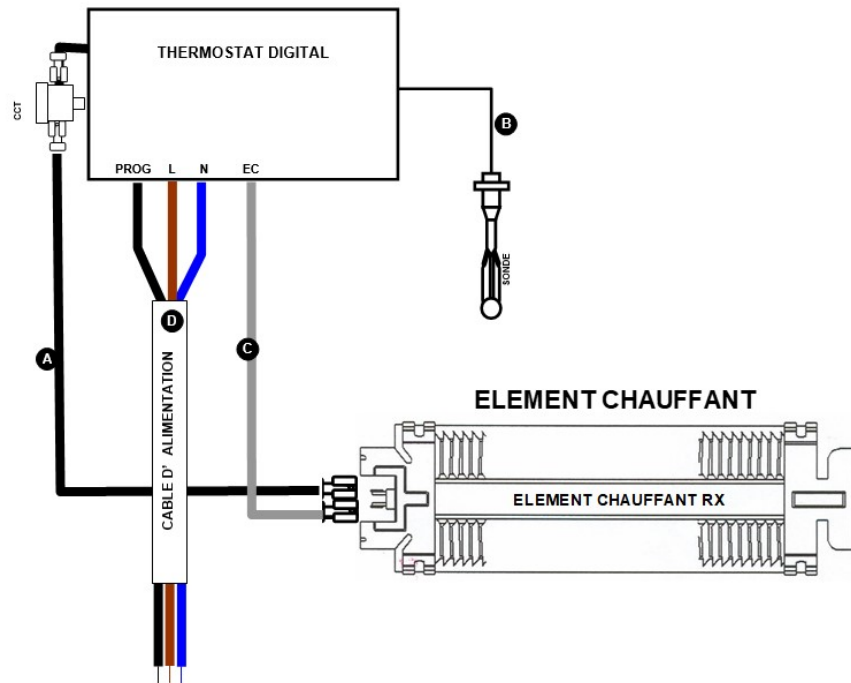 THERMOSTAT DIGITAL
CCT
PROG L N EC
B
SONDE
D
A
C
CABLE D' ALIMENTATION
ELEMENT CHAUFFANT
ELEMENT CHAUFFANT RX